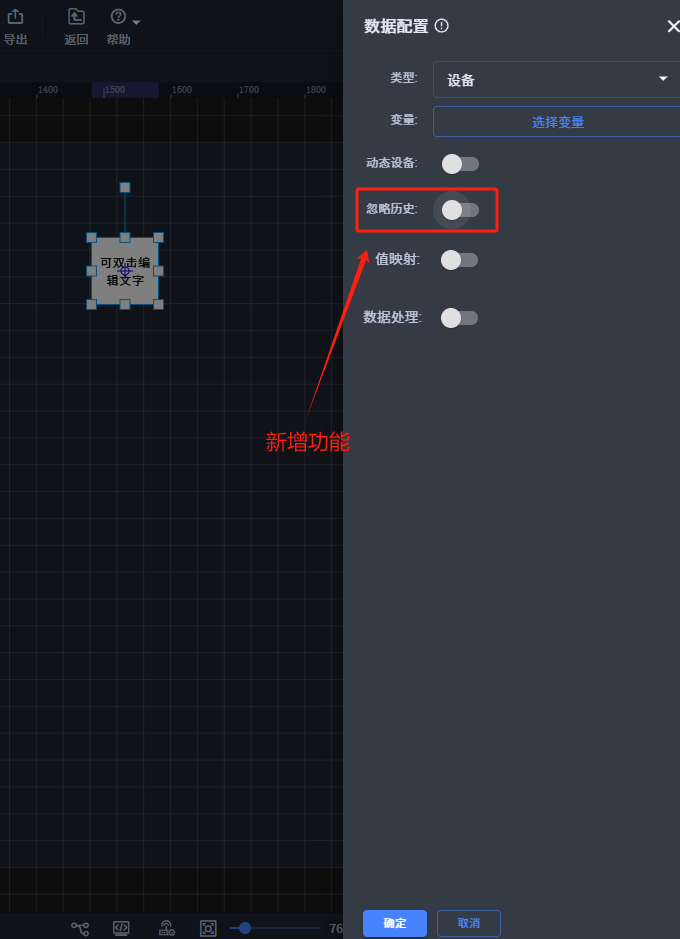 数据配置
导出
返回
帮助
类型:
设备
1400
1500
1600
1700
1800
变量:
选择变量
动态设备:
忽略历史:
值映射:
可双击编
辑文字
数据处理:
新增功能
确定
取消
76